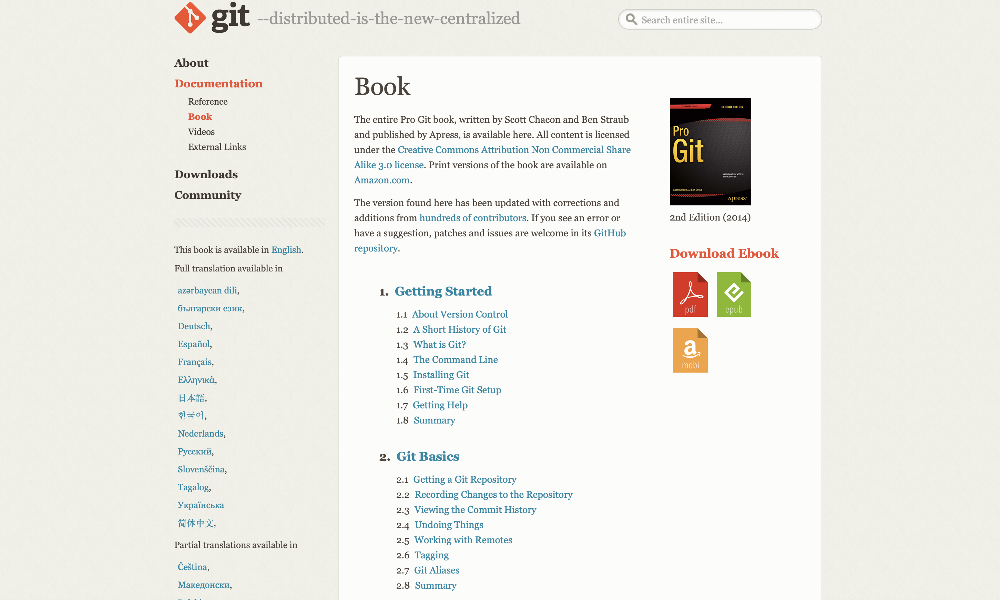 git --distributed-is-the-new-centralized
Search entire site...
About
Documentation
Reference
Book
Videos
External Links
Downloads
Community
This book is available in English.
Full translation available in
azərbaycan dili,
български език,
Deutsch,
Español,
Français,
Ελληνικά,
日本語,
한국어,
Nederlands,
Русский,
Slovenščina,
Tagalog,
Українська
简体中文,
Partial translations available in
Čeština,
Македонски,
Book
The entire Pro Git book, written by Scott Chacon and Ben Straub
and published by Apress, is available here. All content is licensed
under the Creative Commons Attribution Non Commercial Share
Alike 3.0 license. Print versions of the book are available on
Amazon.com.
The version found here has been updated with corrections and
additions from hundreds of contributors. If you see an error or
have a suggestion, patches and issues are welcome in its GitHub
repository.
1. Getting Started
1.1 About Version Control
1.2 A Short History of Git
1.3 What is Git?
1.4 The Command Line
1.5 Installing Git
1.6 First-Time Git Setup
1.7 Getting Help
1.8 Summary
2. Git Basics
2.1 Getting a Git Repository
2.2 Recording Changes to the Repository
2.3 Viewing the Commit History
2.4 Undoing Things
2.5 Working with Remotes
2.6 Tagging
2.7 Git Aliases
2.8 Summary
THE EXPERT'S VOICE®
SECOND EDITION
Pro
Git
EVERYTHING YOU NEED TO
KNOW ABOUT GIT
Scott Chacon and Ben Straub
Apress®
2nd Edition (2014)
Download Ebook
pdf
epub
a
mobi